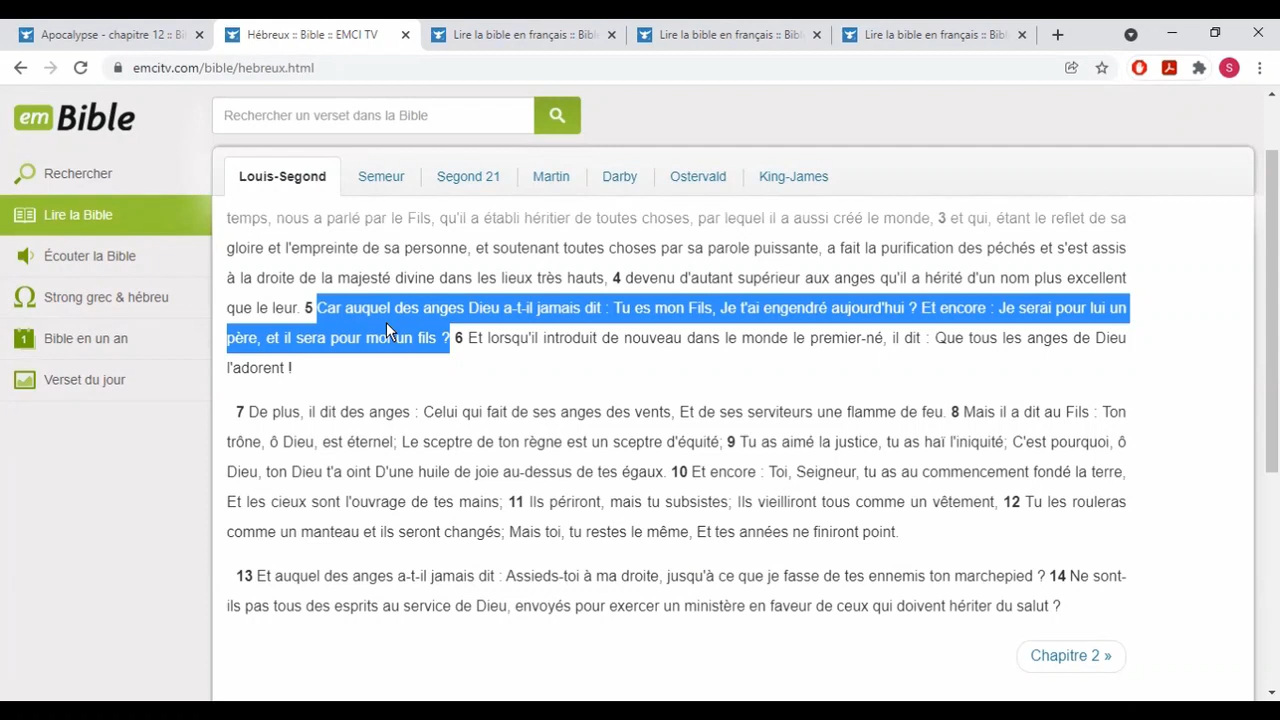 Apocalypse - chapitre 12 :: Bi
Hébreux :: Bible :: EMCI TV
Lire la bible en français :: Bibl
Lire la bible en français :: Bibl
Lire la bible en français :: Bibl
emcitv.com/bible/hebreux.html
S
em Bible
Rechercher un verset dans la Bible
Rechercher
Lire la Bible
Écouter la Bible
Strong grec & hébreu
1
Bible en un an
Verset du jour
Louis-Segond
Semeur
Segond 21
Martin
Darby
Ostervald
King-James
temps, nous a parlé par le Fils, qu'il a établi héritier de toutes choses, par lequel il a aussi créé le monde, 3 et qui, étant le reflet de sa
gloire et l'empreinte de sa personne, et soutenant toutes choses par sa parole puissante, a fait la purification des péchés et s'est assis
à la droite de la majesté divine dans les lieux très hauts, 4 devenu d'autant supérieur aux anges qu'il a hérité d'un nom plus excellent
que le leur. 5 Car auquel des anges Dieu a-t-il jamais dit : Tu es mon Fils, Je t'ai engendré aujourd'hui ? Et encore : Je serai pour lui un
père, et il sera pour moi un fils ? 6 Et lorsqu'il introduit de nouveau dans le monde le premier-né, il dit : Que tous les anges de Dieu
l'adorent !
7 De plus, il dit des anges : Celui qui fait de ses anges des vents, Et de ses serviteurs une flamme de feu. 8 Mais il a dit au Fils : Ton
trône, ô Dieu, est éternel; Le sceptre de ton règne est un sceptre d'équité; 9 Tu as aimé la justice, tu as haï l'iniquité; C'est pourquoi, ô
Dieu, ton Dieu t'a oint D'une huile de joie au-dessus de tes égaux. 10 Et encore : Toi, Seigneur, tu as au commencement fondé la terre,
Et les cieux sont l'ouvrage de tes mains; 11 Ils périront, mais tu subsistes; Ils vieilliront tous comme un vêtement, 12 Tu les rouleras
comme un manteau et ils seront changés; Mais toi, tu restes le même, Et tes années ne finiront point.
13 Et auquel des anges a-t-il jamais dit : Assieds-toi à ma droite, jusqu'à ce que je fasse de tes ennemis ton marchepied ? 14 Ne sont-
ils pas tous des esprits au service de Dieu, envoyés pour exercer un ministère en faveur de ceux qui doivent hériter du salut ?
Chapitre 2 »